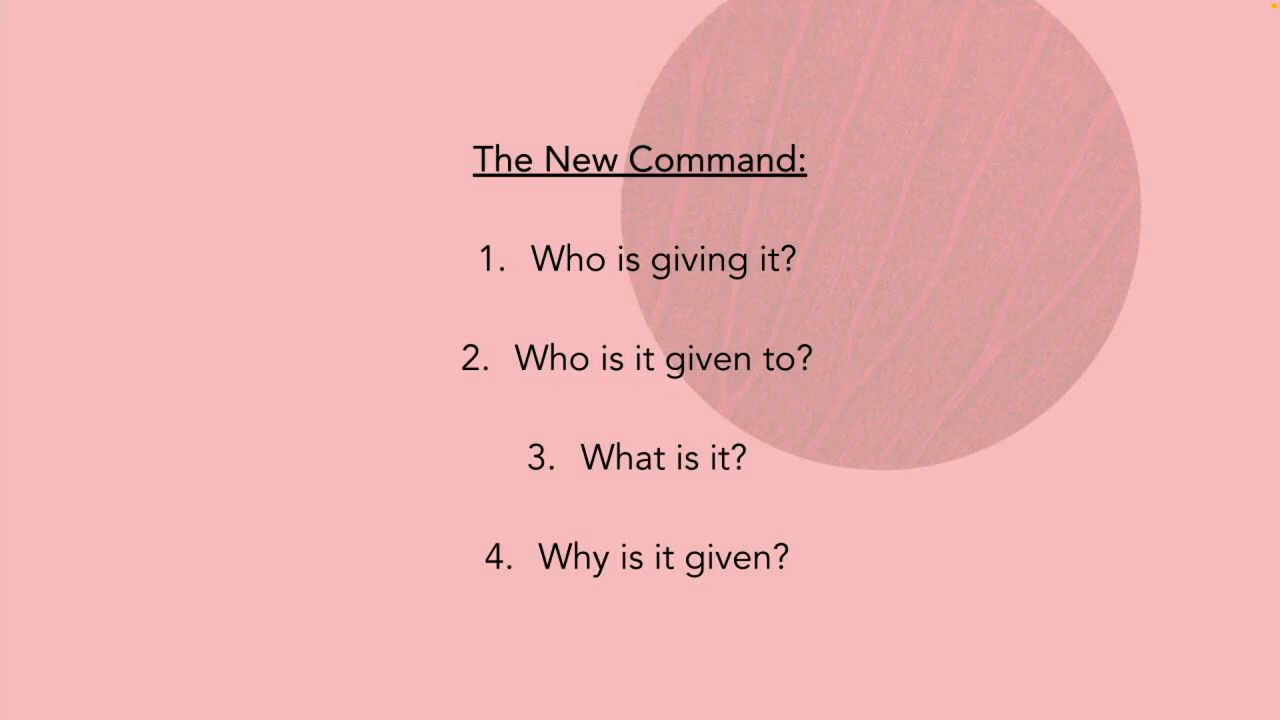 The New Command:
1. Who is giving it?
2. Who is it given to?
3. What is it?
4. Why is it given?